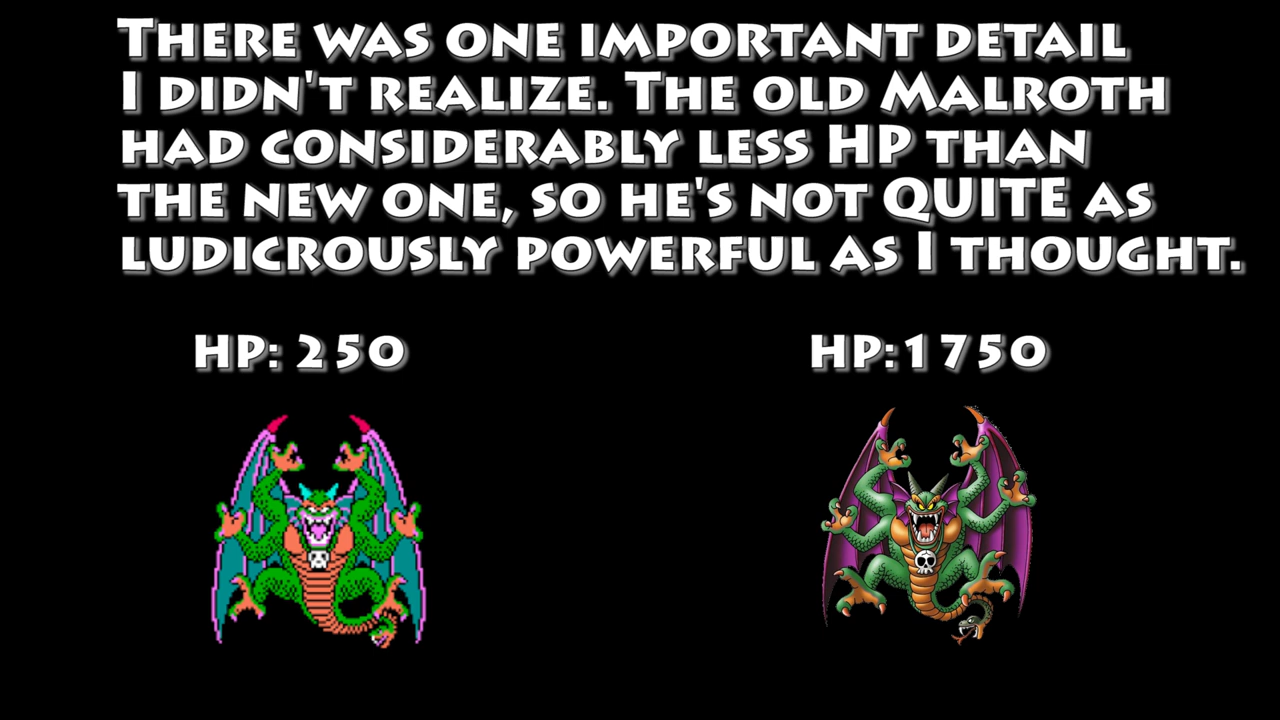 There was one important detail
I didn't realize. The old Malroth
had considerably less HP than
the new one, so he's not QUITE as
ludicrously powerful as I thought.
HP: 250
HP:1750